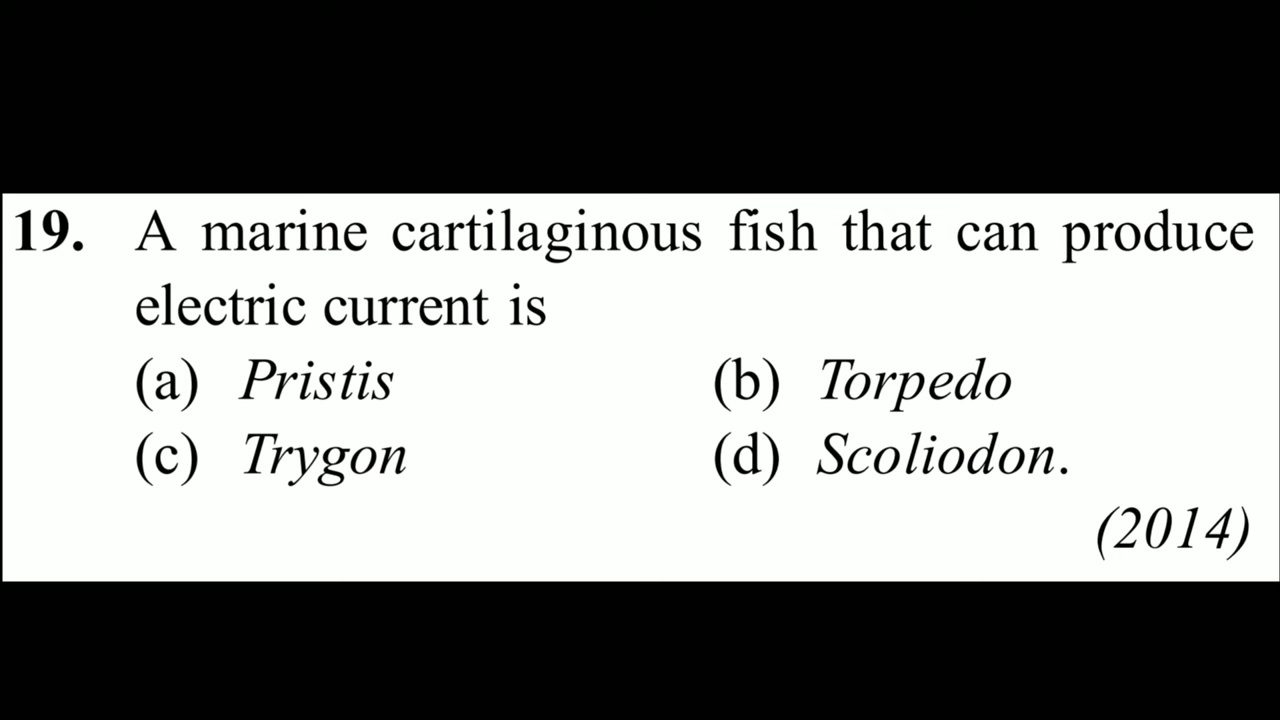 19. A marine cartilaginous fish that can produce
electric current is
(a) Pristis (b) Torpedo
(c) Trygon (d) Scoliodon.
(2014)